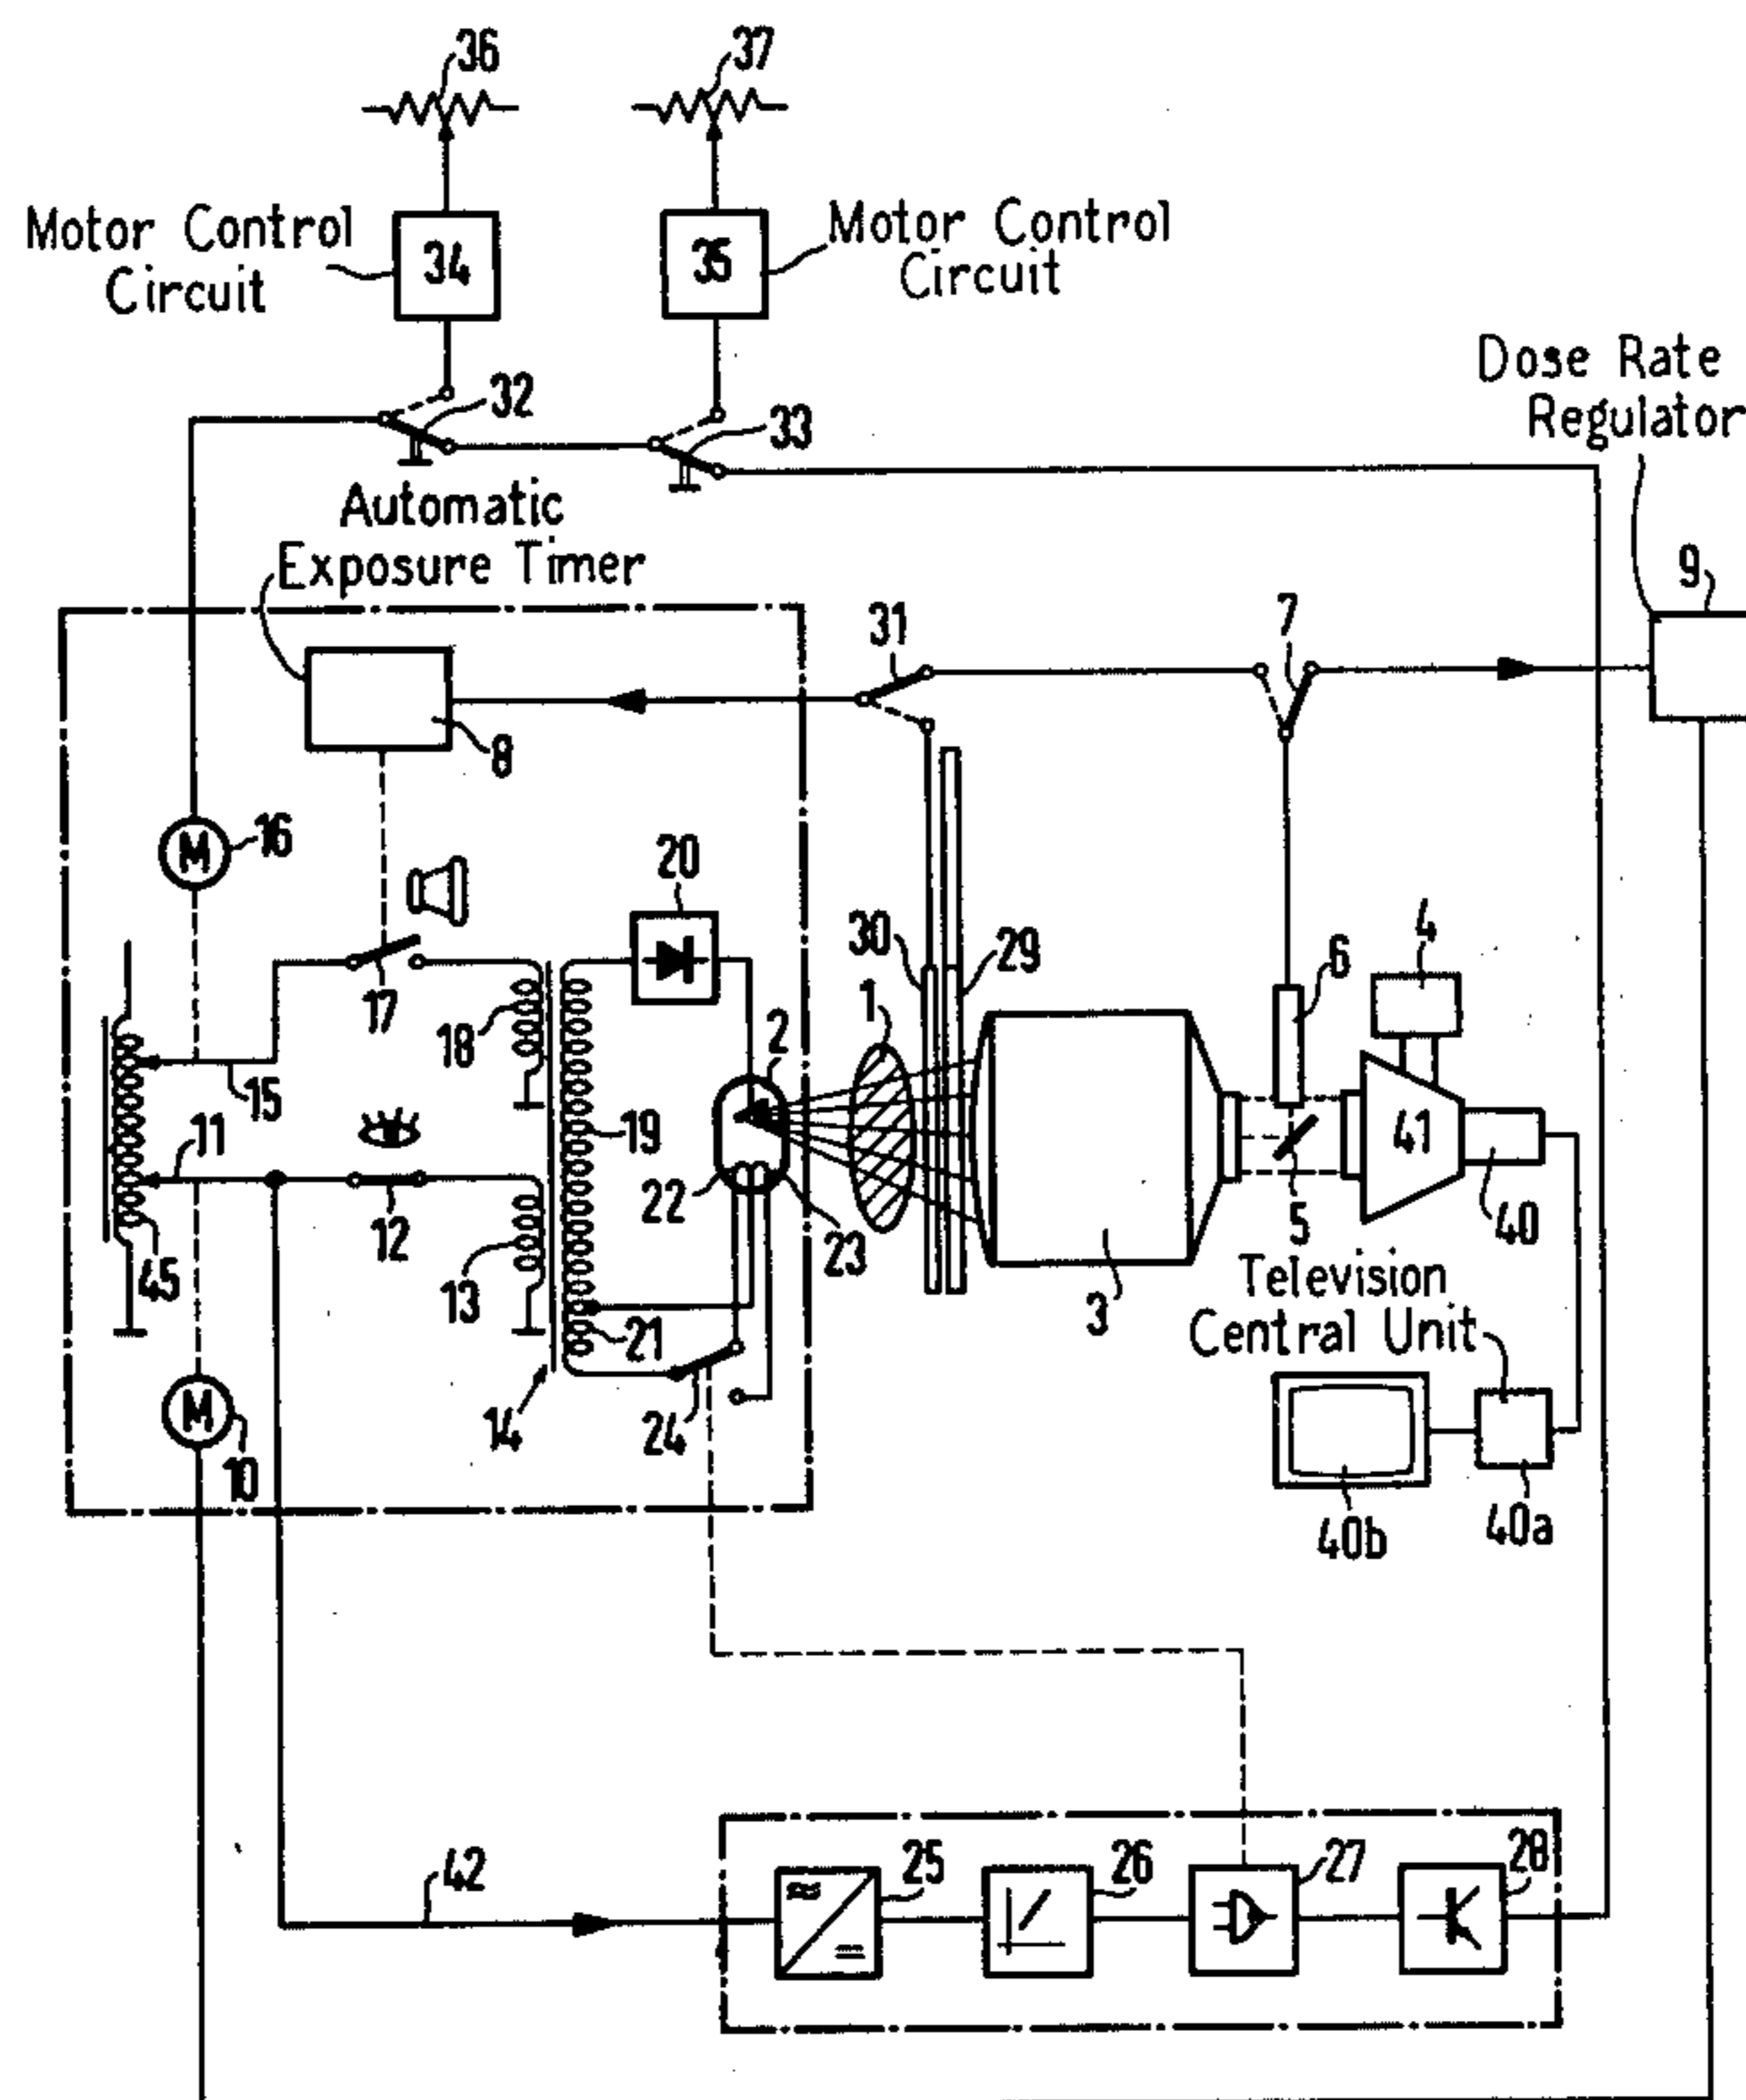 36
37
Motor Control
Circuit
34
35
Motor Control
Circuit
Dose Rate
Regulator
32
33
Automatic
Exposure Timer
9
31
7
8
M
16
20
30
29
4
6
17
18
1
2
15
11
19
41
22
23
5
40
12
45
13
21
3
Television
Central Unit
14
24
M
10
40b
40a
42
25
26
27
28